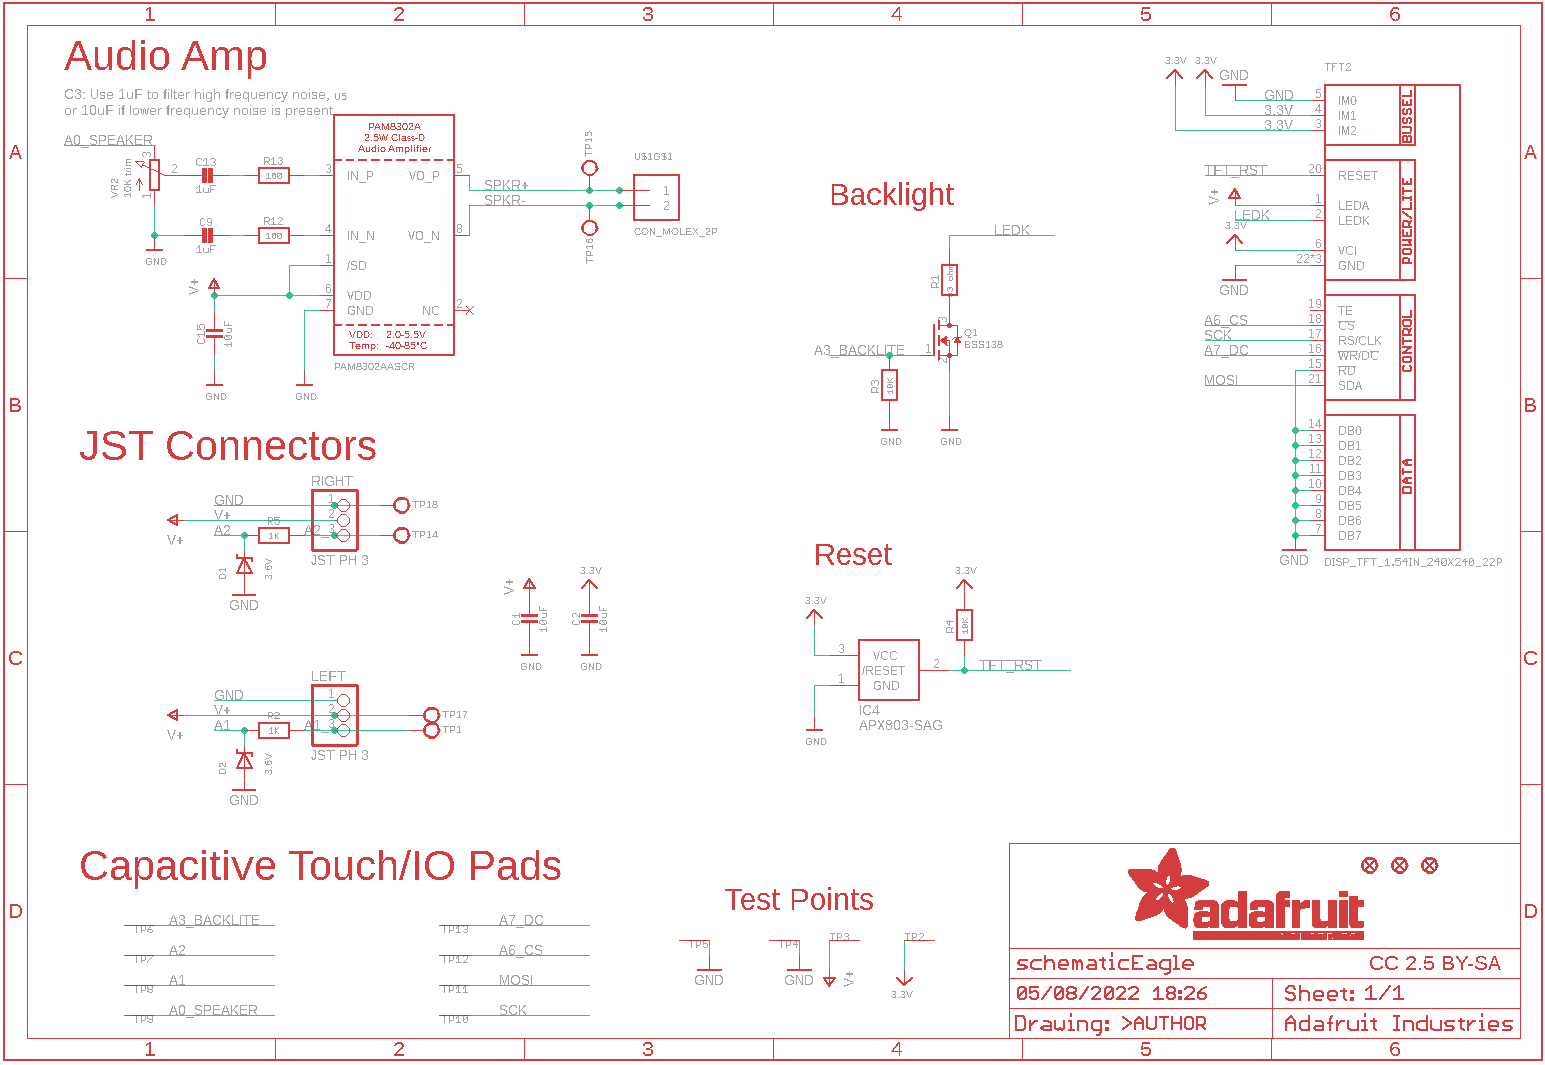 1 2 3 4 5 6
A B C D
Audio Amp
C3: Use 1uF to filter high frequency noise,
or 10uF if lower frequency noise is present
U5
PAM8302A
2.5W Class-D
Audio Amplifier
A0_SPEAKER
VR2
10K trim
3
2
1
C13
1uF
R13
100
C9
1uF
R12
100
GND
3 IN_P VO_P 5
4 IN_N VO_N 8
1 /SD
6 VDD
7 GND NC 2
VDD: 2.0-5.5V
Temp: -40-85°C
PAM8302AASCR
V+
10uF
GND
GND
SPKR+
SPKR-
TP15
TP16
U$1G$1
1
2
CON_MOLEX_2P
Backlight
LEDK
R1
3
Q1
BSS138
A3_BACKLITE
1
2
R3
10K
GND
GND
TFT2
3.3V 3.3V
GND
GND 5 IM0
3.3V 4 IM1
3.3V 3 IM2
BUSSEL
TFT_RST 20 RESET
V+
1 LEDA
LEDK 2 LEDK
3.3V
6 VCI
22*3 GND
GND
POWER/LITE
19 TE
A6_CS 18 CS
SCK 17 RS/CLK
A7_DC 16 WR/DC
15 RD
MOSI 21 SDA
CONTROL
14 DB0
13 DB1
12 DB2
11 DB3
10 DB4
9 DB5
8 DB6
7 DB7
DATA
GND
DISP_TFT_1.54IN_240X240_22P
JST Connectors
RIGHT
GND 1 TP18
V+ 2
V+
A2 R5 1K A2 3 TP14
JST PH 3
D1
3.6V
GND
LEFT
GND 1
V+ 2 TP17
V+
A1 R2 1K A1 3 TP1
JST PH 3
D2
3.6V
GND
V+
C1
10uF
GND
3.3V
C2
10uF
GND
Reset
3.3V
3.3V
R4
10K
3 VCC
/RESET 2 TFT_RST
1 GND
IC4
APX803-SAG
GND
Capacitive Touch/IO Pads
TP6 A3_BACKLITE
TP7 A2
TP8 A1
TP9 A0_SPEAKER
TP13 A7_DC
TP12 A6_CS
TP11 MOSI
TP10 SCK
Test Points
TP5
GND
TP4
GND
TP3
V+
TP2
3.3V
adafruit
schematicEagle CC 2.5 BY-SA
05/08/2022 18:26 Sheet: 1/1
Drawing: >AUTHOR Adafruit Industries
A B C D
1 2 3 4 5 6